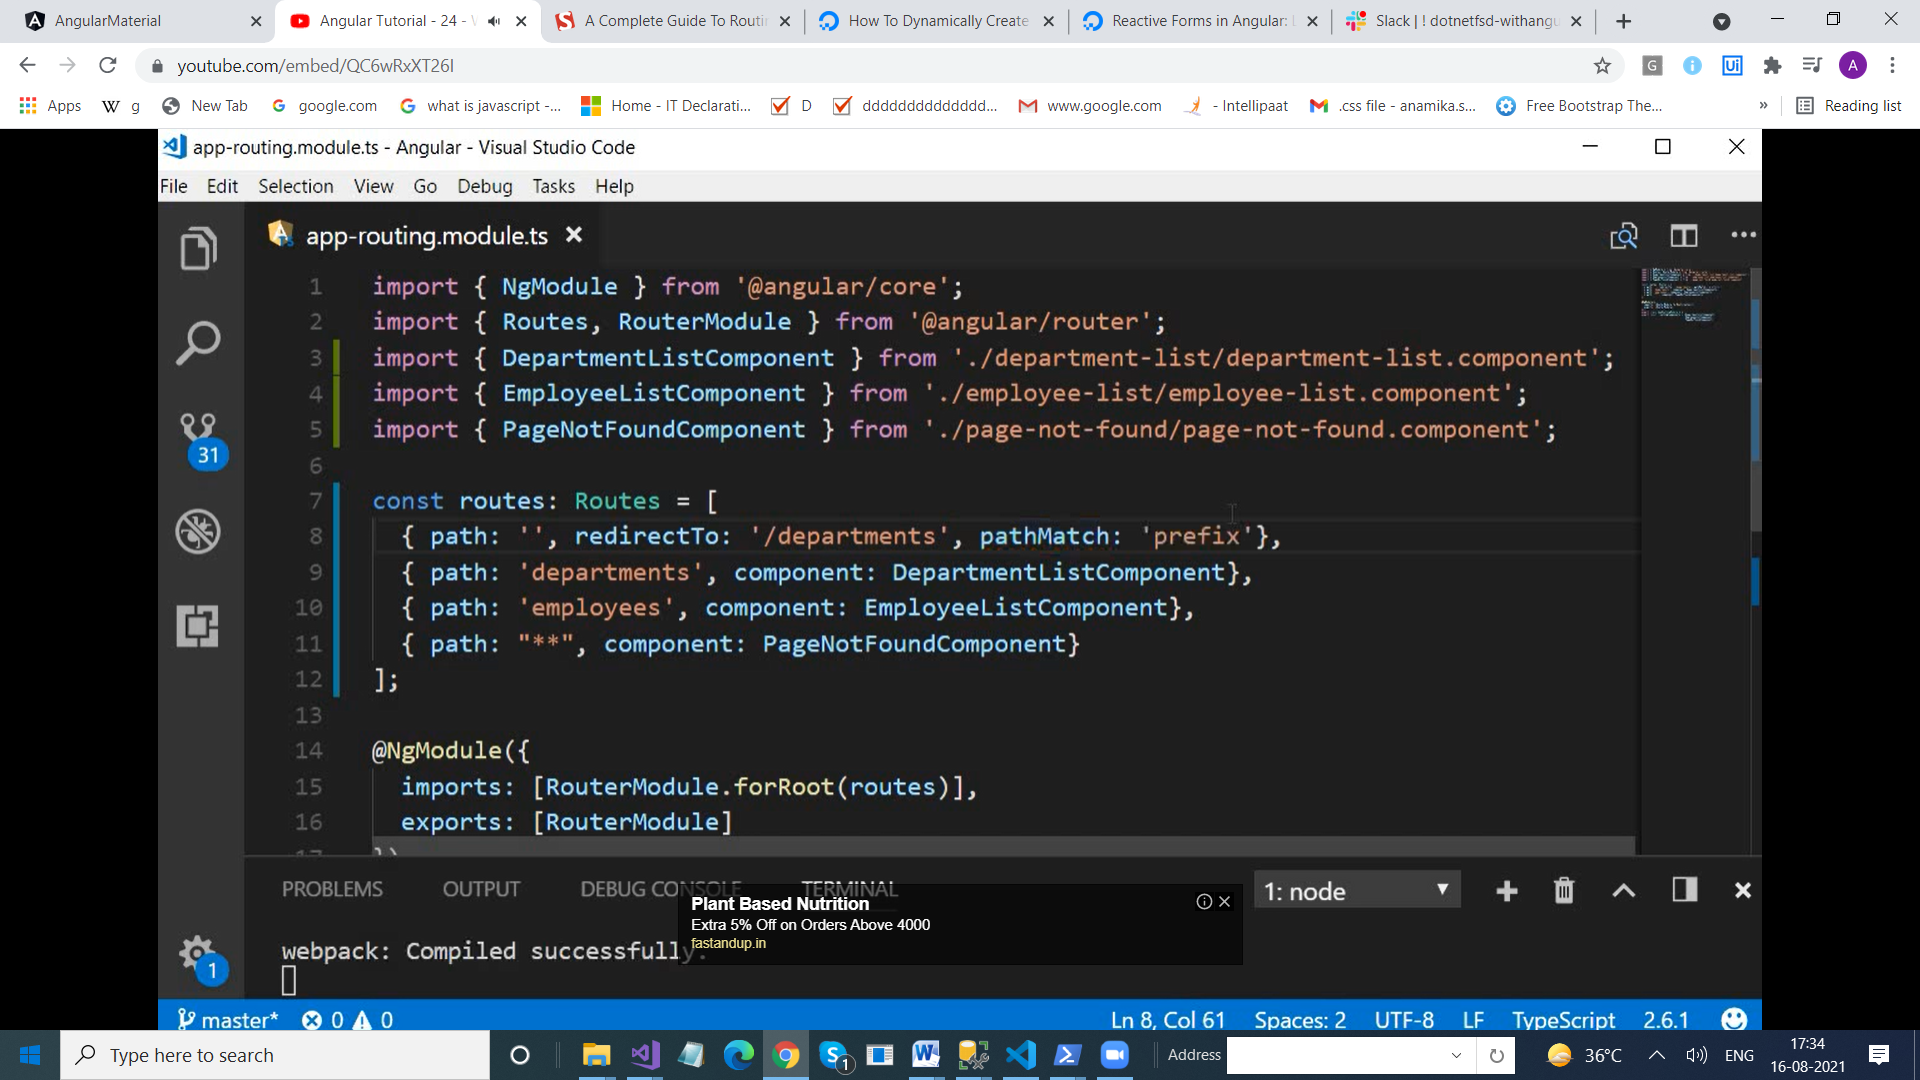 AngularMaterial
Angular Tutorial - 24 -
A Complete Guide To Routi
How To Dynamically Create
Reactive Forms in Angular:
Slack | ! dotnetfsd-withangu
youtube.com/embed/QC6wRxXT26I
G
Ui
A
Apps
W g
New Tab
google.com
what is javascript -...
Home - IT Declarati...
D
ddddddddddddddd...
www.google.com
- Intellipaat
.css file - anamika.s...
Free Bootstrap The...
»
Reading list
app-routing.module.ts - Angular - Visual Studio Code
File Edit Selection View Go Debug Tasks Help
app-routing.module.ts
1 import { NgModule } from '@angular/core';
2 import { Routes, RouterModule } from '@angular/router';
3 import { DepartmentListComponent } from './department-list/department-list.component';
4 import { EmployeeListComponent } from './employee-list/employee-list.component';
5 import { PageNotFoundComponent } from './page-not-found/page-not-found.component';
6
7 const routes: Routes = [
8 { path: '', redirectTo: '/departments', pathMatch: 'prefix'},
9 { path: 'departments', component: DepartmentListComponent},
10 { path: 'employees', component: EmployeeListComponent},
11 { path: "**", component: PageNotFoundComponent}
12 ];
13
14 @NgModule({
15 imports: [RouterModule.forRoot(routes)],
16 exports: [RouterModule]
17 })
31
1
PROBLEMS OUTPUT DEBUG CONSOLE TERMINAL
1: node
webpack: Compiled successfully.
Plant Based Nutrition
Extra 5% Off on Orders Above 4000
fastandup.in
master* 0 0
Ln 8, Col 61 Spaces: 2 UTF-8 LF TypeScript 2.6.1
Type here to search
1
Address
36°C
ENG
17:34
16-08-2021